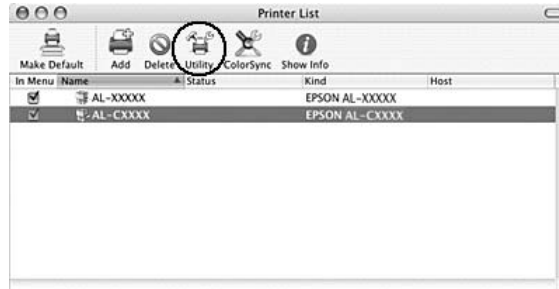 Printer List
Make Default Add Delete Utility ColorSync Show Info
In Menu Name Status Kind Host
AL-XXXXX EPSON AL-XXXXX
AL-CXXXX EPSON AL-CXXXX